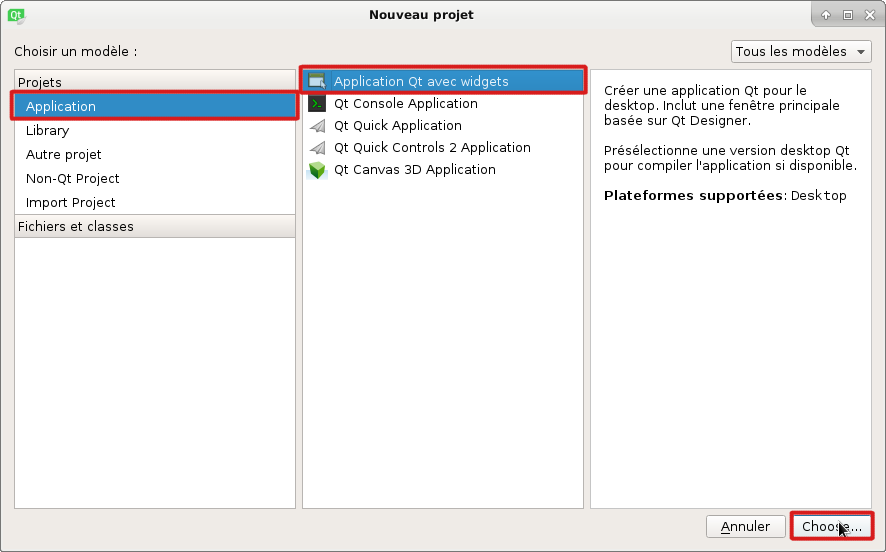 Nouveau projet
Choisir un modèle :
Tous les modèles
Projets
Application
Library
Autre projet
Non-Qt Project
Import Project
Fichiers et classes
Application Qt avec widgets
Qt Console Application
Qt Quick Application
Qt Quick Controls 2 Application
Qt Canvas 3D Application
Créer une application Qt pour le
desktop. Inclut une fenêtre principale
basée sur Qt Designer.
Présélectionne une version desktop Qt
pour compiler l'application si disponible.
Plateformes supportées: Desktop
Annuler
Choose...